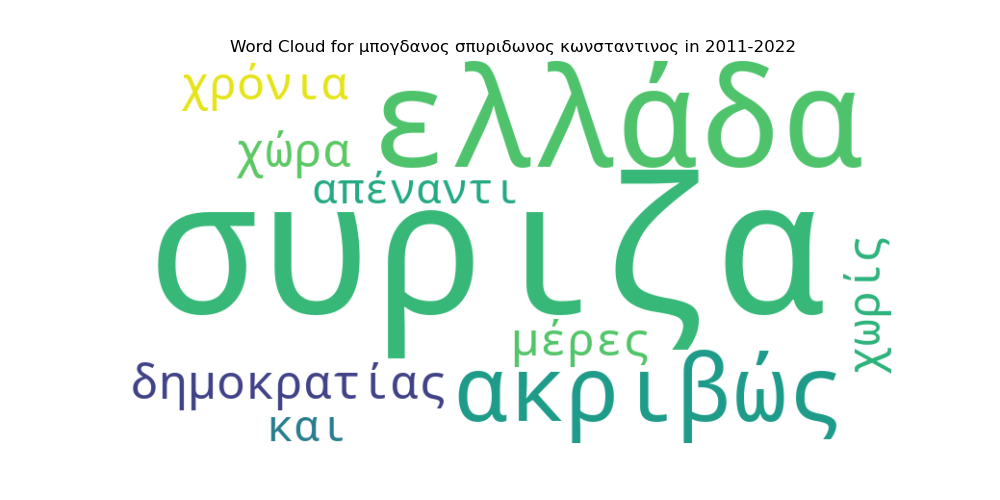 Word Cloud for μπογδανος σπυριδωνος κωνσταντινος in 2011-2022
χρόνια
ελλάδα
χώρα
απέναντι
συριζα
χωρίς
μέρες
δημοκρατίας
ακριβώς
και